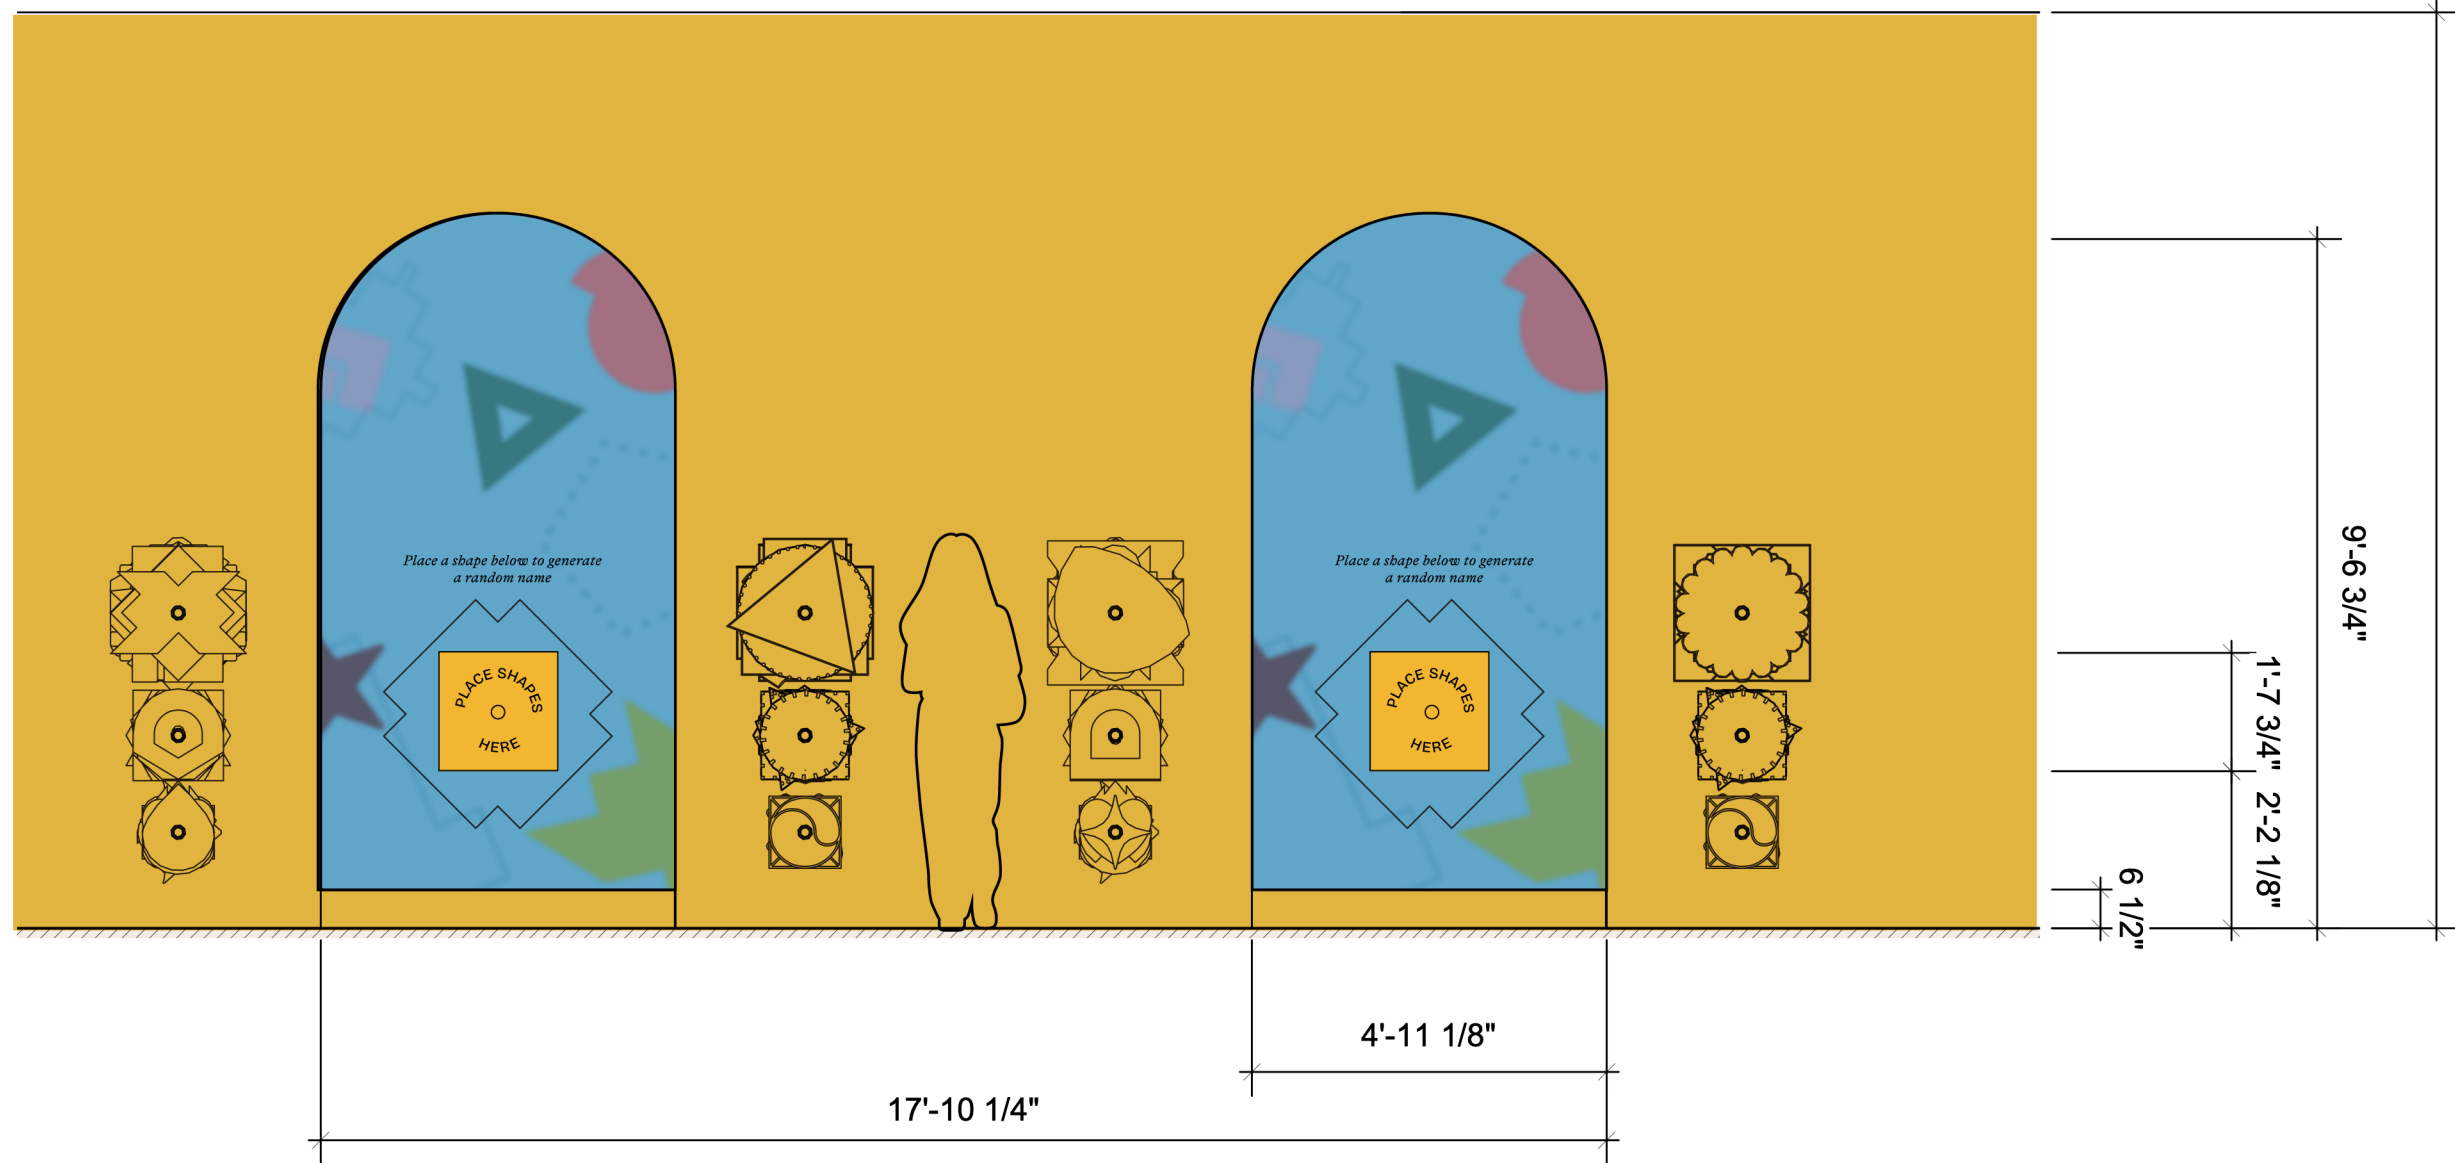 Place a shape below to generate
a random name
PLACE SHAPES
HERE
Place a shape below to generate
a random name
PLACE SHAPES
HERE
9'-6 3/4"
1'-7 3/4"
2'-2 1/8"
6 1/2"
4'-11 1/8"
17'-10 1/4"